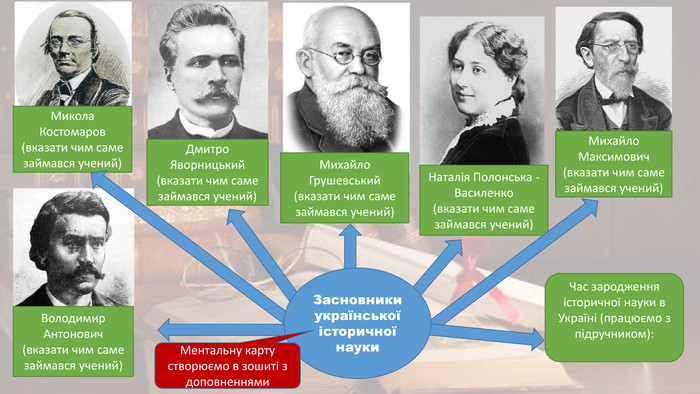 Микола
Костомаров
(вказати чим саме
займався учений)
Дмитро
Яворницький
(вказати чим саме
займався учений)
Михайло
Грушевський
(вказати чим саме
займався учений)
Наталія Полонська -
Василенко
(вказати чим саме
займався учений)
Михайло
Максимович
(вказати чим саме
займався учений)
Володимир
Антонович
(вказати чим саме
займався учений)
Засновники
української
історичної
науки
Ментальну карту
створюємо в зошиті з
доповненнями
Час зародження
історичної науки в
Україні (працюємо з
підручником):